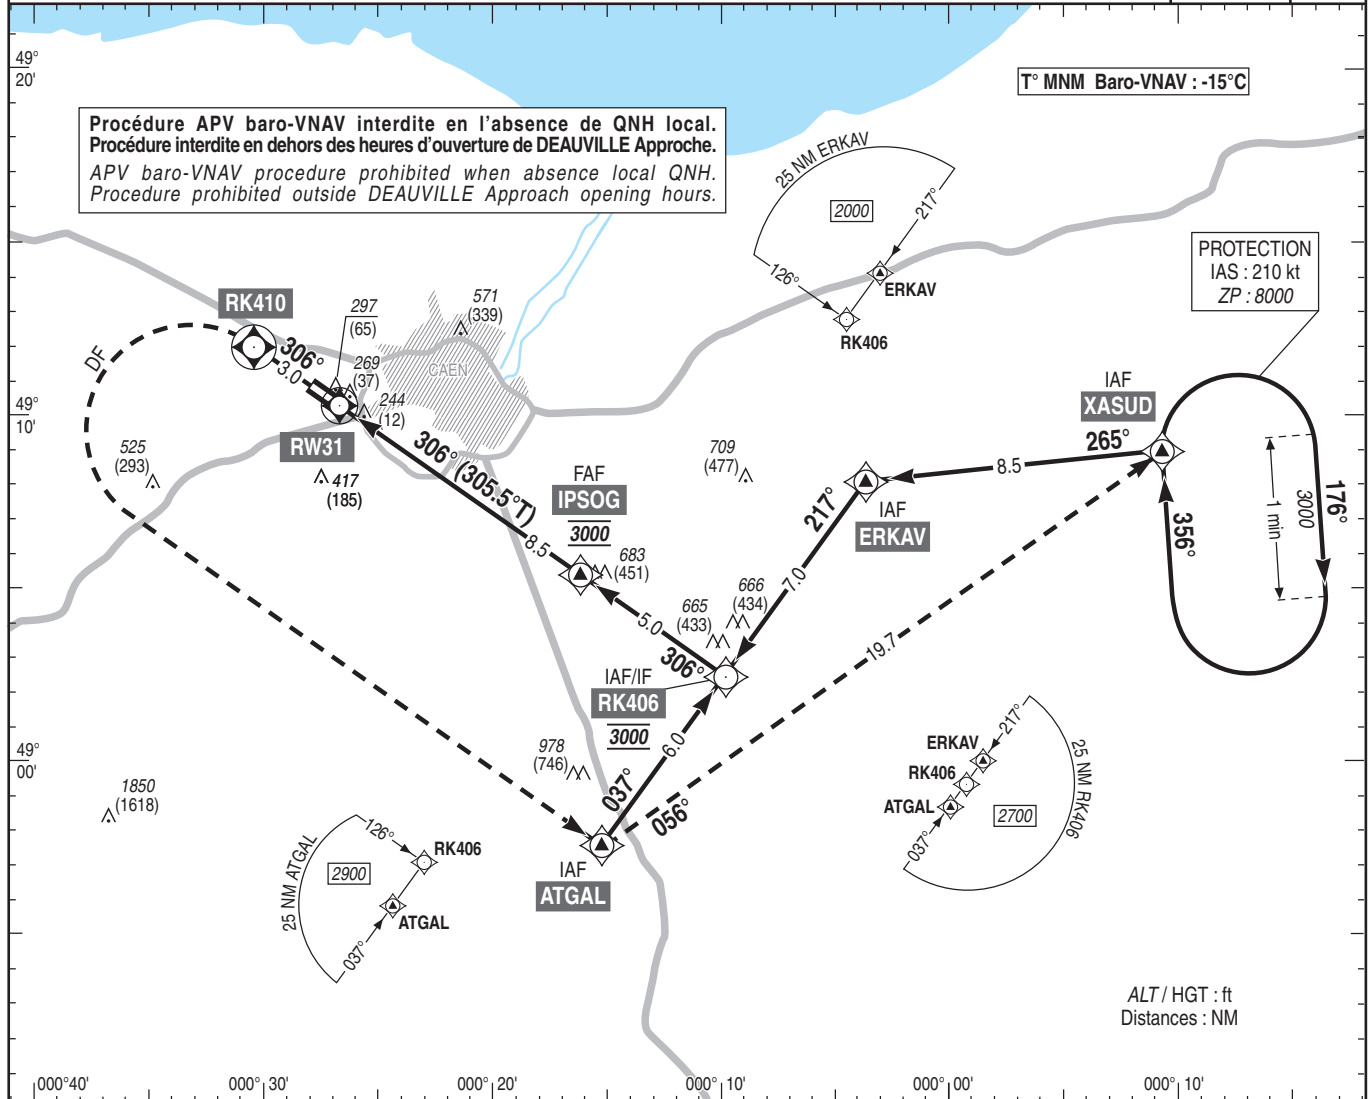 49°
20'
T° MNM Baro-VNAV : -15°C
Procédure APV baro-VNAV interdite en l'absence de QNH local.
Procédure interdite en dehors des heures d'ouverture de DEAUVILLE Approche.
APV baro-VNAV procedure prohibited when absence local QNH.
Procedure prohibited outside DEAUVILLE Approach opening hours.
25 NM ERKAV
2000
217°
126°
ERKAV
RK406
PROTECTION
IAS : 210 kt
ZP : 8000
RK410
297
(65)
571
(339)
DF
306°
3.0
269
(37)
CAEN
244
(12)
49°
10'
IAF
XASUD
265°
8.5
RW31
525
(293)
417
(185)
306° (305.5°T)
8.5
709
(477)
FAF
IPSOG
3000
683
(451)
217°
IAF
ERKAV
7.0
356°
1 min
3000
176°
666
(434)
665
(433)
5.0
306°
IAF/IF
RK406
3000
19.7
6.0
037°
056°
49°
00'
978
(746)
1850
(1618)
IAF
ATGAL
217°
ERKAV
RK406
ATGAL
2700
037°
25 NM RK406
25 NM ATGAL
126°
RK406
2900
ATGAL
037°
ALT / HGT : ft
Distances : NM
000°40'
000°30'
000°20'
000°10'
000°00'
000°10'